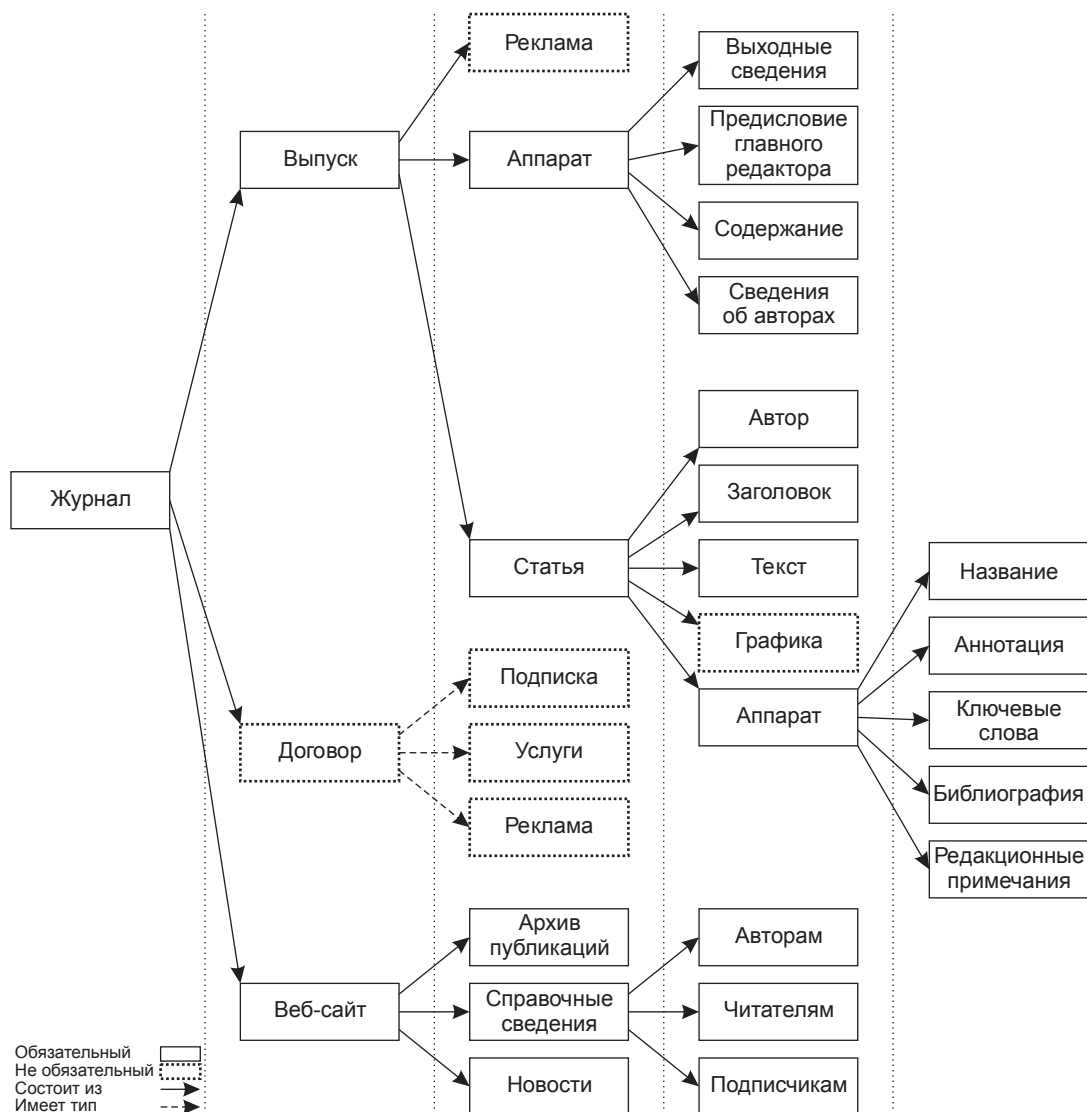 Реклама
Выходные
сведения
Выпуск
Аппарат
Предисловие
главного
редактора
Содержание
Сведения
об авторах
Автор
Журнал
Заголовок
Статья
Текст
Название
Графика
Аннотация
Подписка
Аппарат
Ключевые
слова
Договор
Услуги
Библиография
Реклама
Редакционные
примечания
Архив
публикаций
Авторам
Веб-сайт
Справочные
сведения
Читателям
Новости
Подписчикам
Обязательный
Не обязательный
Состоит из
Имеет тип